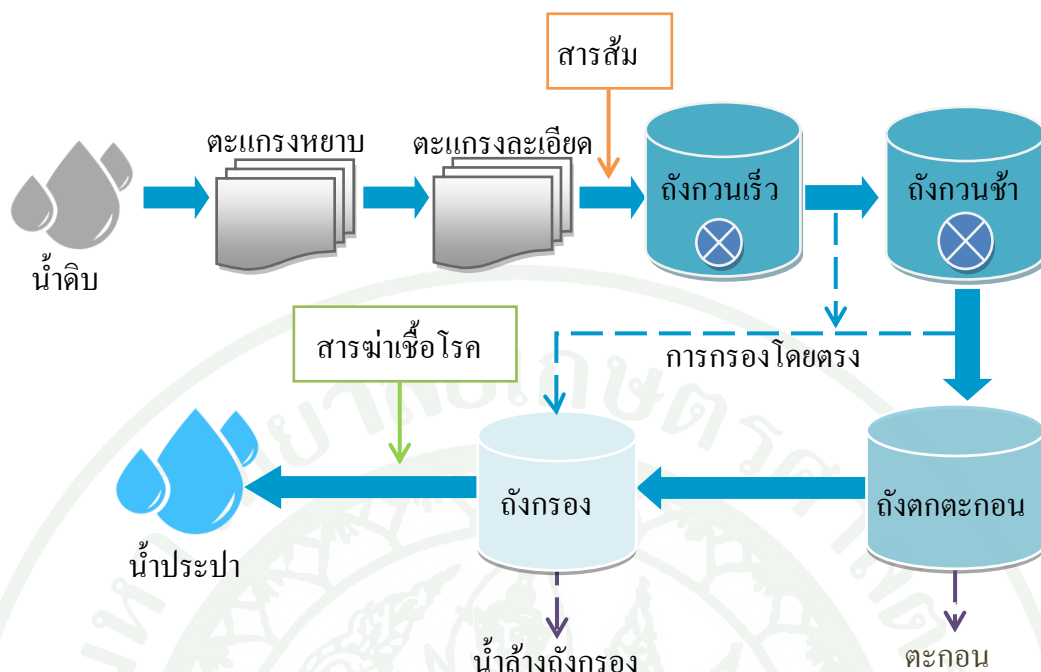 สารส้ม
ตะแกรงหยาบ
ตะแกรงละเอียด
ถังกวนเร็ว
ถังกวนช้า
น้ำดิบ
สารฆ่าเชื้อโรค
การกรองโดยตรง
ถังกรอง
ถังตกตะกอน
น้ำประปา
น้ำล้างถังกรอง
ตะกอน